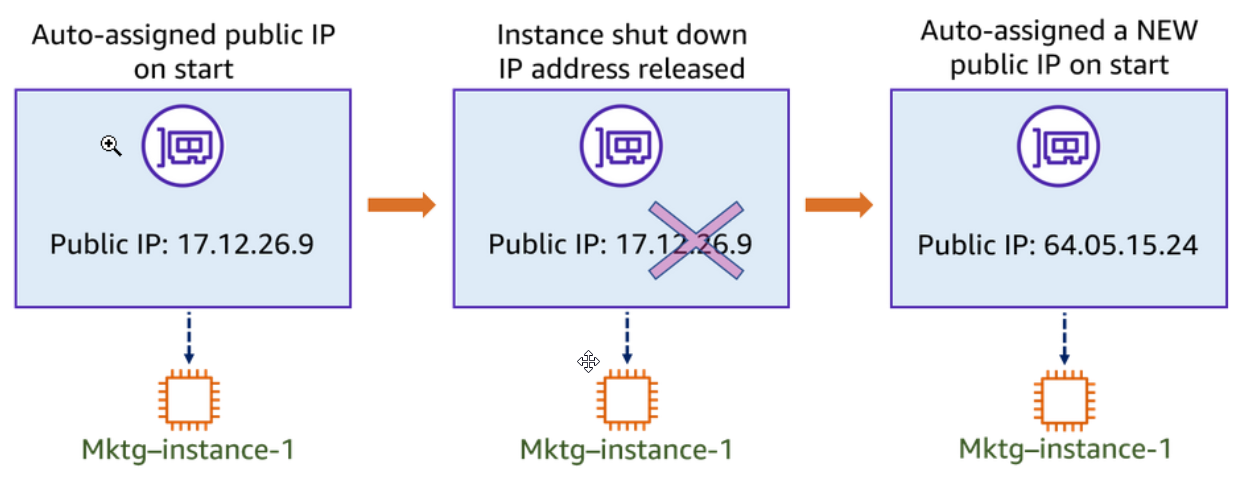 Auto-assigned public IP
on start
Instance shut down
IP address released
Auto-assigned a NEW
public IP on start
Public IP: 17.12.26.9
Public IP: 17.12.26.9
Public IP: 64.05.15.24
Mktg–instance-1
Mktg–instance-1
Mktg–instance-1